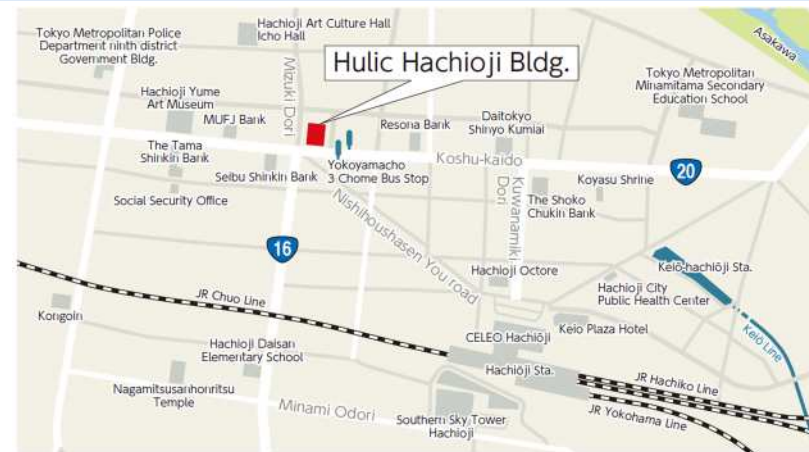 Hachioji Art Culture Hall
Icho Hall
Tokyo Metropolitan Police
Department ninth district
Government Bldg.
Asakawa
Mizuki Dori
Hulic Hachioji Bldg.
Tokyo Metropolitan
Minamitama Secondary
Education School
Hachioji Yume
Art Museum
MUFJ Bank
Resona Bank
Daitokyo
Shinyo Kumiai
The Tama
Shinkin Bank
Seibu Shinkin Bank
Yokoyamacho
3 Chome Bus Stop
Koshu-kaido
20
Koyasu Shrine
Social Security Office
Nishihoushasen You road
Kuwanamiki
Dori
The Shoko
Chukin Bank
16
Keiō-hachiōji Sta.
Hachioji Octore
Hachioji City
Public Health Center
JR Chuo Line
Kongoin
CELEO Hachiōji
Keio Plaza Hotel
Keiō Line
Hachioji Daisan
Elementary School
Hachiōji Sta.
JR Hachiko Line
Nagamitsusanhonritsu
Temple
Minami Odori
JR Yokohama Line
Southern Sky Tower
Hachioji